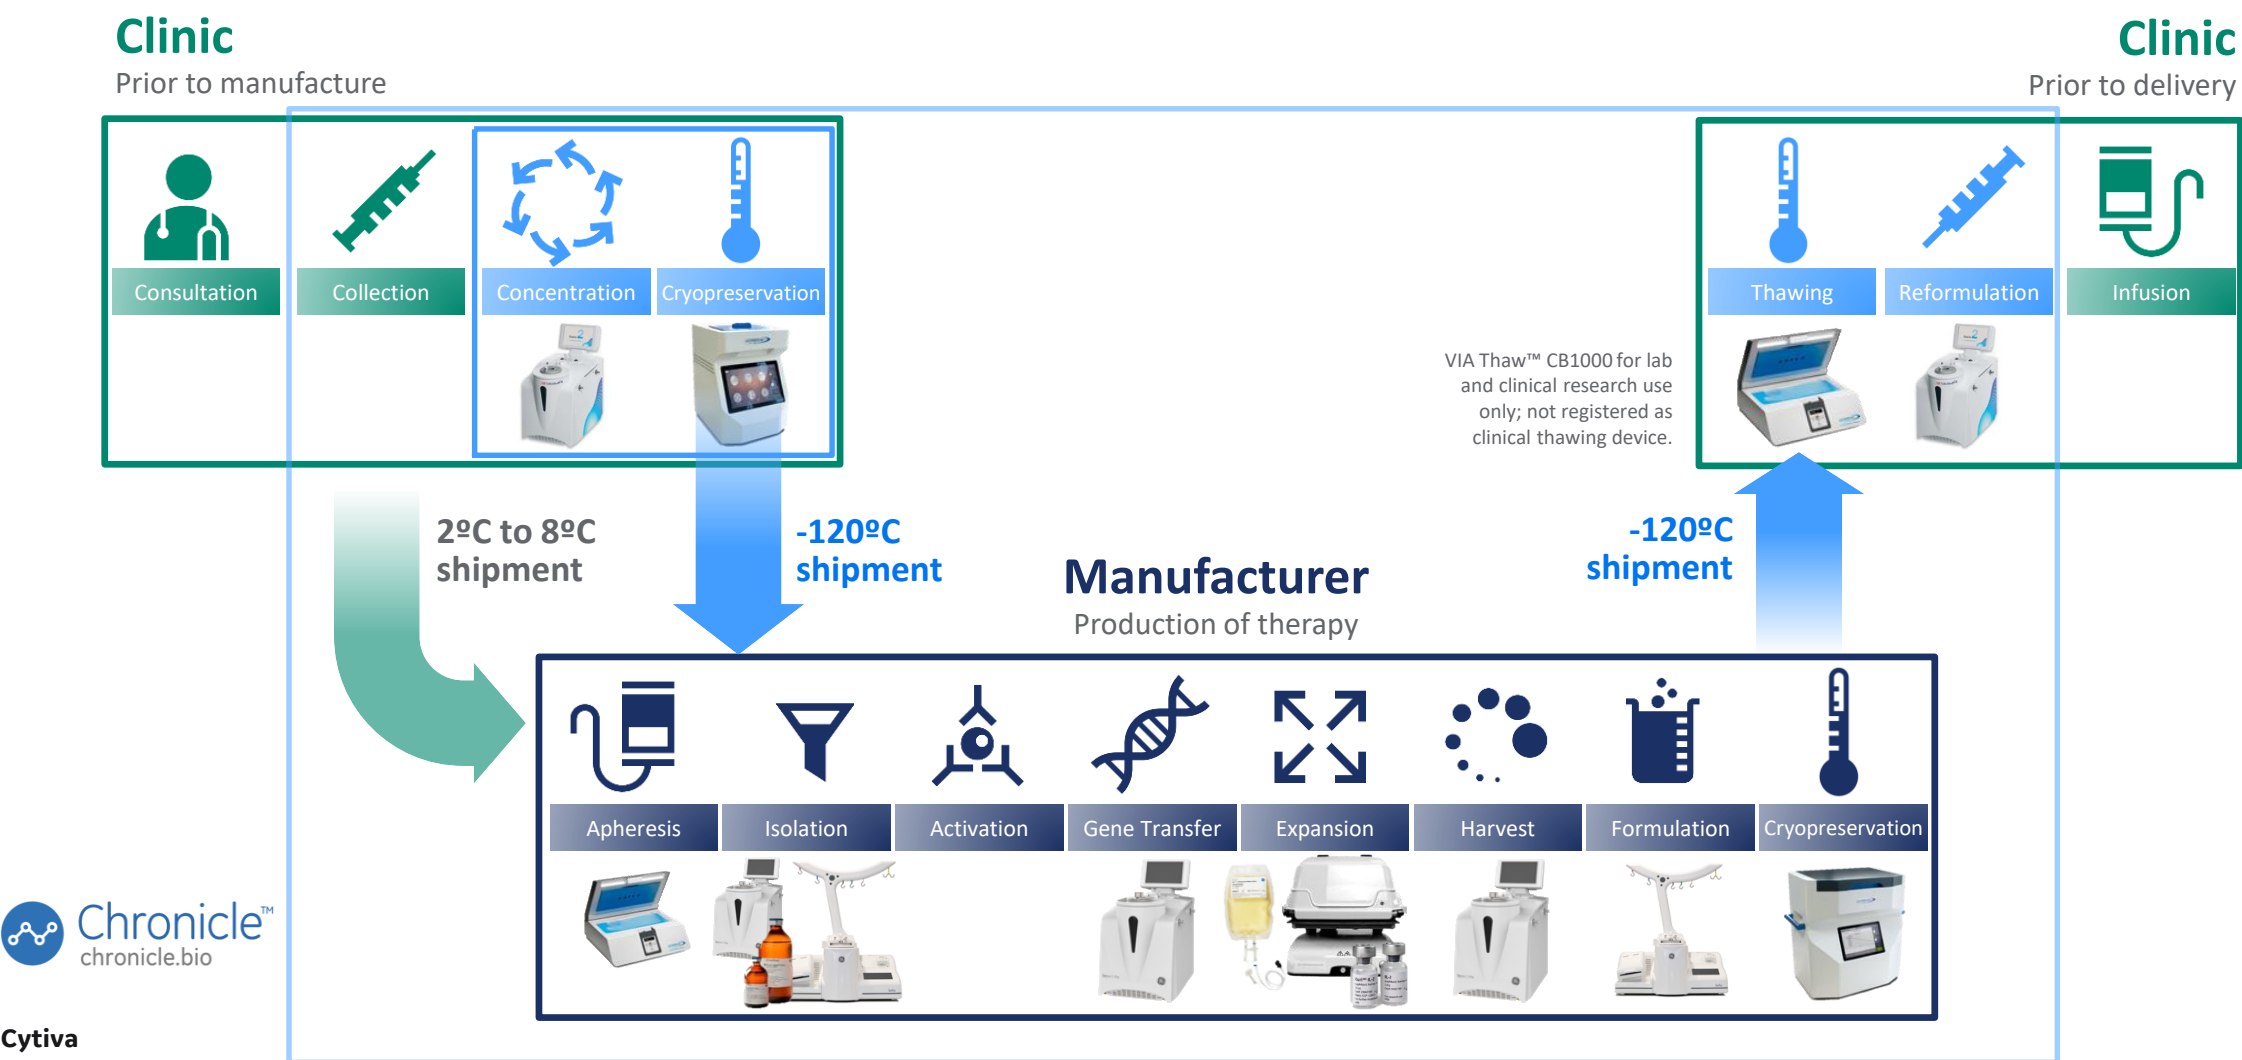 Clinic
Prior to manufacture
Clinic
Prior to delivery
Consultation
Collection
Concentration
Cryopreservation
Thawing
Reformulation
Infusion
VIA Thaw™ CB1000 for lab
and clinical research use
only; not registered as
clinical thawing device.
2ºC to 8ºC
shipment
-120ºC
shipment
-120ºC
shipment
Manufacturer
Production of therapy
Apheresis
Isolation
Activation
Gene Transfer
Expansion
Harvest
Formulation
Cryopreservation
Chronicle™
chronicle.bio
Cytiva